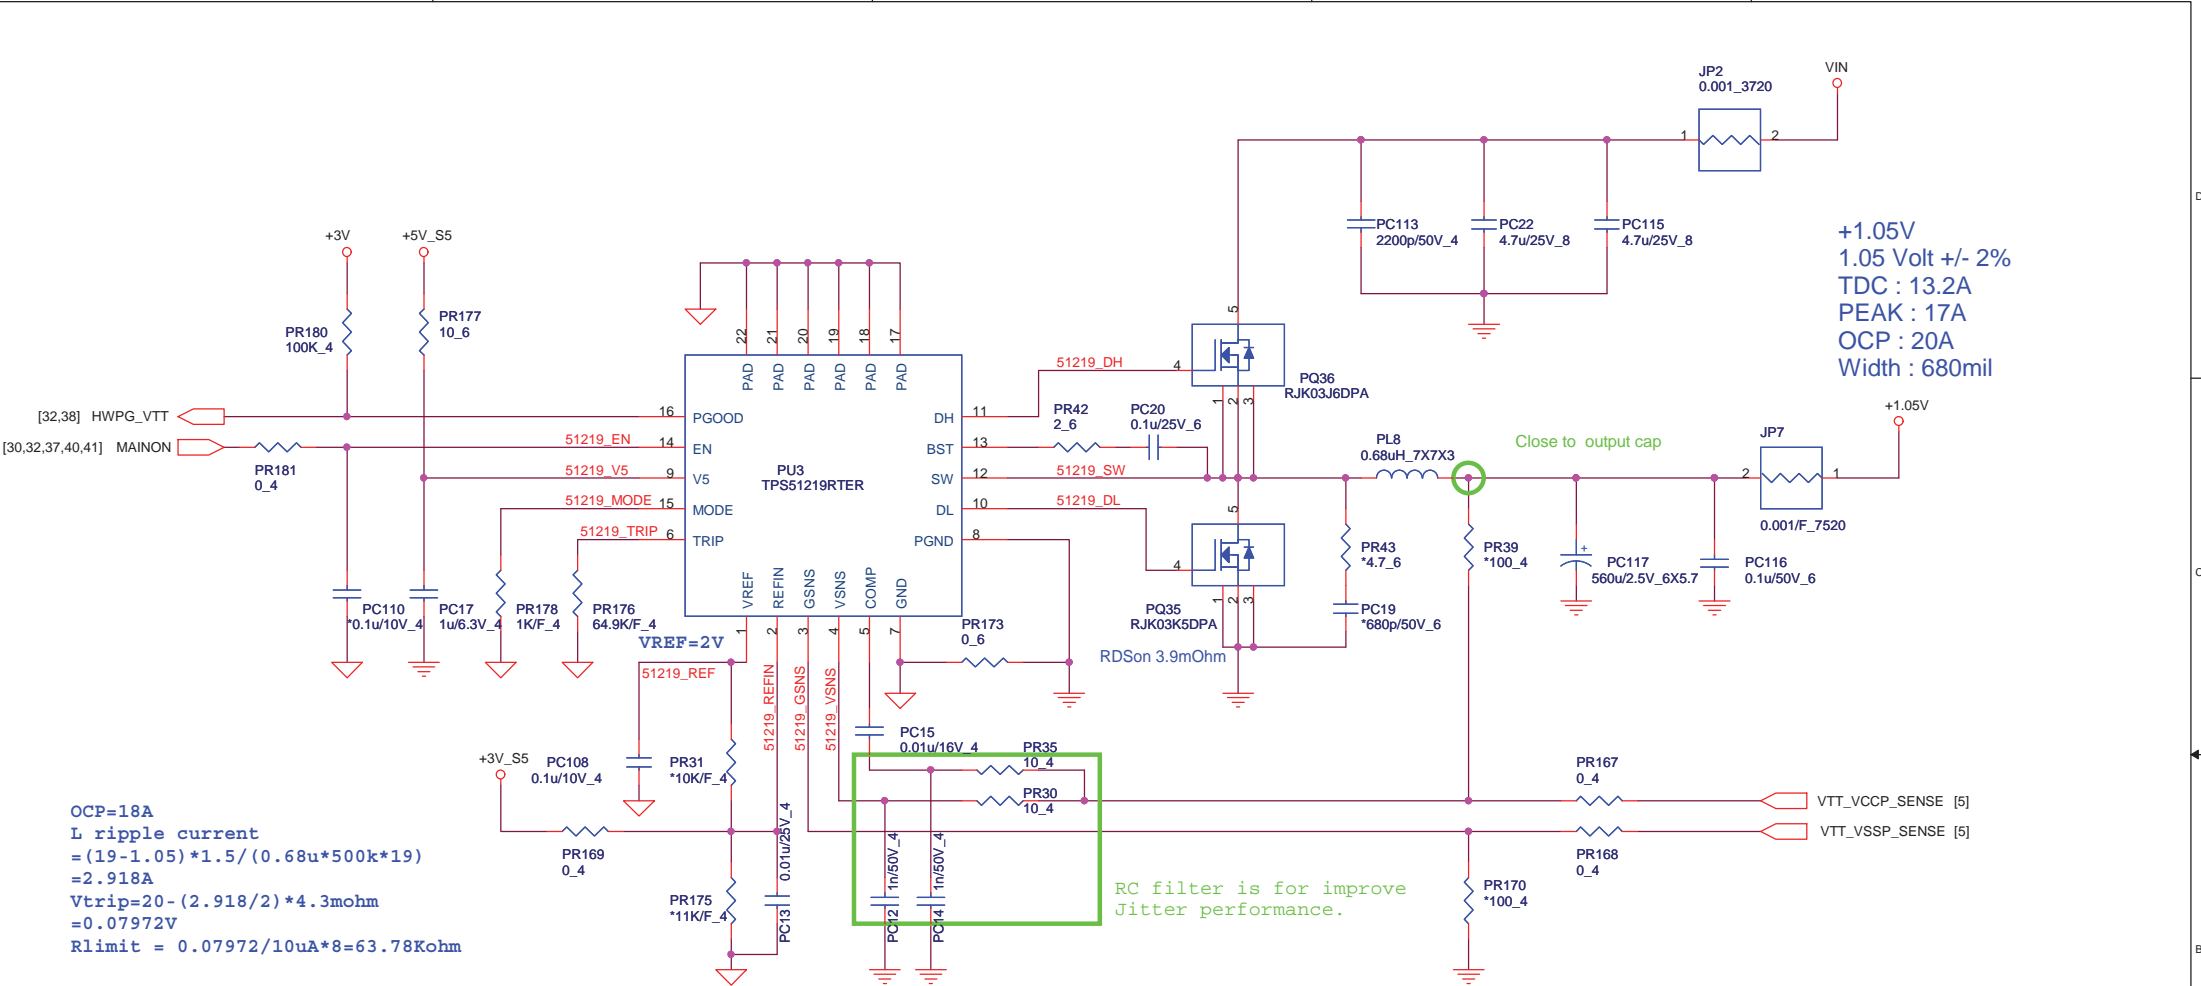 JP2
0.001_3720
VIN
1
2
D
+3V
+5V_S5
PC113
2200p/50V_4
PC22
4.7u/25V_8
PC115
4.7u/25V_8
+1.05V
1.05 Volt +/- 2%
TDC : 13.2A
PEAK : 17A
OCP : 20A
Width : 680mil
PR180
100K_4
PR177
10_6
22
21
20
19
18
17
PAD
PAD
PAD
PAD
PAD
PAD
51219_DH
4
5
1
2
3
PQ36
RJK03J6DPA
[32,38] HWPG_VTT
16
PGOOD
DH
11
[30,32,37,40,41] MAINON
PR181
0_4
51219_EN
14
EN
BST
13
PR42
2_6
PC20
0.1u/25V_6
51219_V5
9
V5
SW
12
51219_SW
PU3
TPS51219RTER
51219_MODE
15
MODE
DL
10
51219_DL
51219_TRIP
6
TRIP
PGND
8
PL8
0.68uH_7X7X3
Close to output cap
JP7
2
1
0.001/F_7520
+1.05V
VREF
REFIN
GSNS
VSNS
COMP
GND
1
2
3
4
5
7
4
5
1
2
3
PQ35
RJK03K5DPA
RDSon 3.9mOhm
PR43
*4.7_6
PC19
*680p/50V_6
PR39
*100_4
PC117
+
560u/2.5V_6X5.7
PC116
0.1u/50V_6
C
PC110
*0.1u/10V_4
PC17
1u/6.3V_4
PR178
1K/F_4
PR176
64.9K/F_4
VREF=2V
PR173
0_6
51219_REF
51219_REFIN
51219_GSNS
51219_VSNS
+3V_S5
PC108
0.1u/10V_4
PR31
*10K/F_4
PC15
0.01u/16V_4
PR35
10_4
PR30
10_4
PR167
0_4
VTT_VCCP_SENSE [5]
VTT_VSSP_SENSE [5]
PR168
0_4
PR169
0_4
PR175
*11K/F_4
PC13
0.01u/25V_4
PC12
1n/50V_4
PC14
1n/50V_4
RC filter is for improve
Jitter performance.
PR170
*100_4
OCP=18A
L ripple current
=(19-1.05)*1.5/(0.68u*500k*19)
=2.918A
Vtrip=20-(2.918/2)*4.3mohm
=0.07972V
Rlimit = 0.07972/10uA*8=63.78Kohm
B